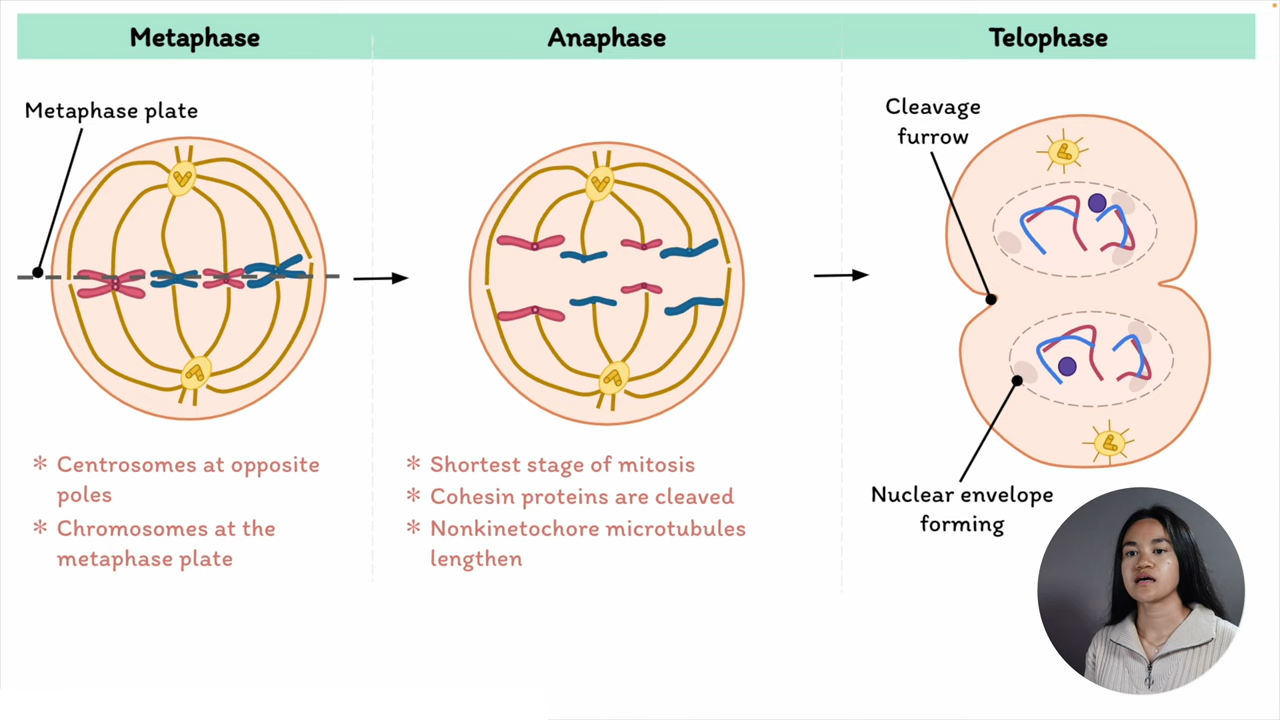 Metaphase
Anaphase
Telophase
Metaphase plate
Cleavage
furrow
Nuclear envelope
forming
* Centrosomes at opposite
poles
* Chromosomes at the
metaphase plate
* Shortest stage of mitosis
* Cohesin proteins are cleaved
* Nonkinetochore microtubules
lengthen